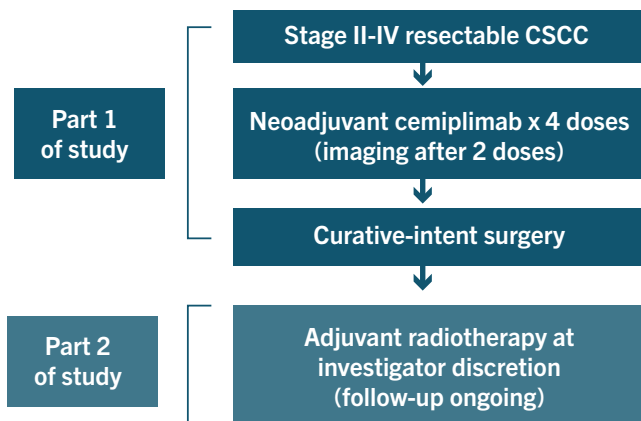 Stage II-IV resectable CSCC
Part 1
of study
Neoadjuvant cemiplimab x 4 doses
(imaging after 2 doses)
Curative-intent surgery
Part 2
of study
Adjuvant radiotherapy at
investigator discretion
(follow-up ongoing)